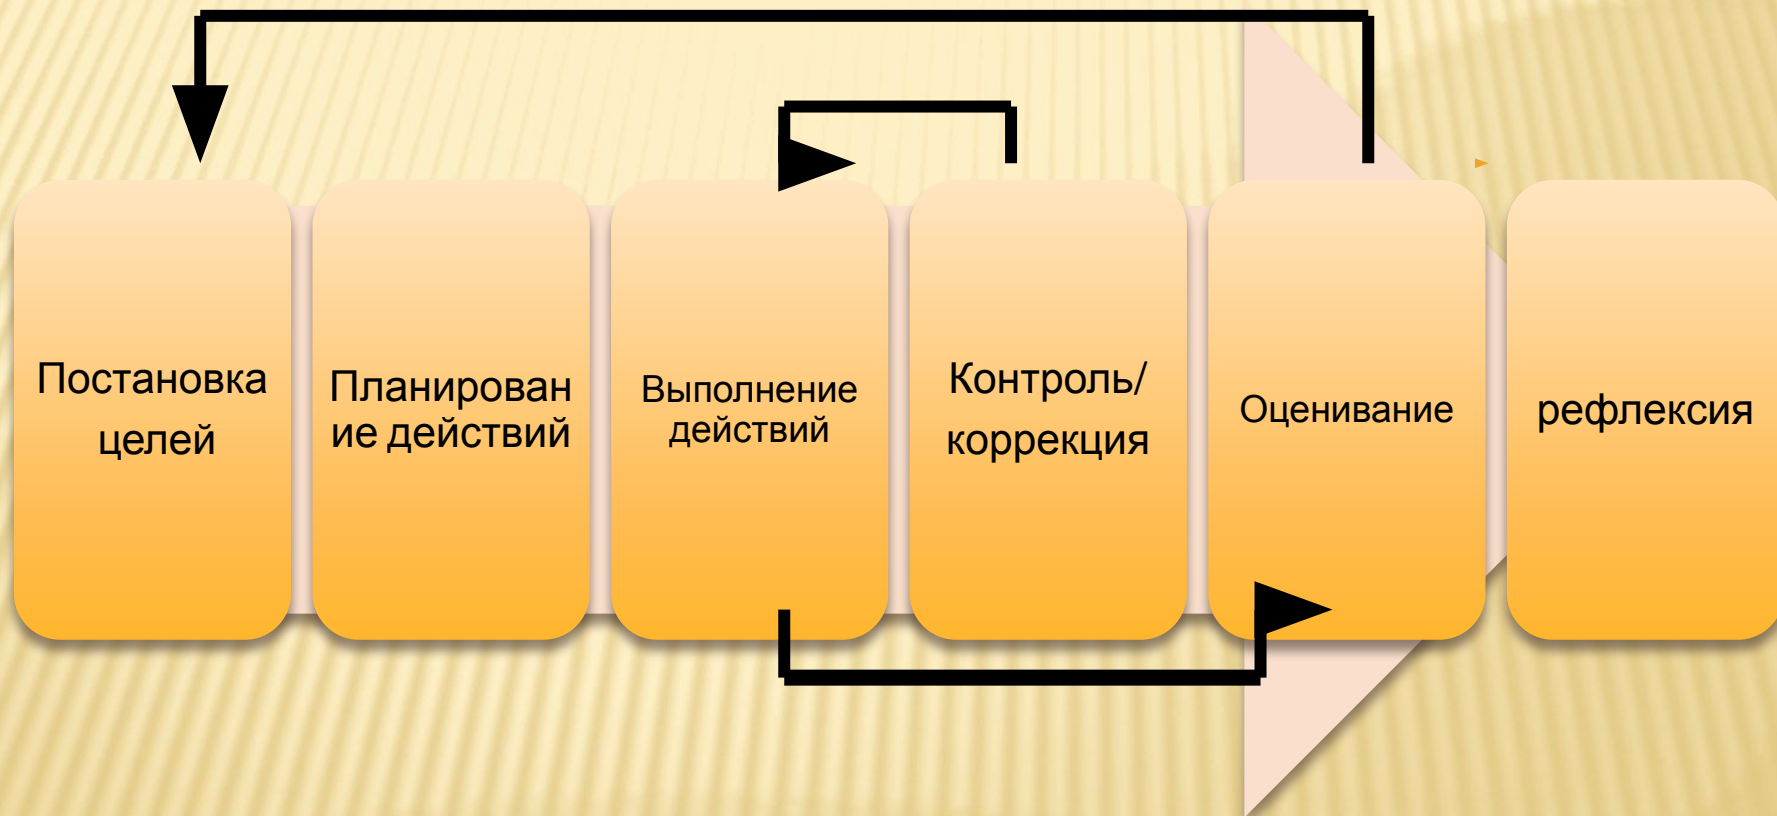 Постановка
целей
Планирован
ие действий
Выполнение
действий
Контроль/
коррекция
Оценивание
рефлексия